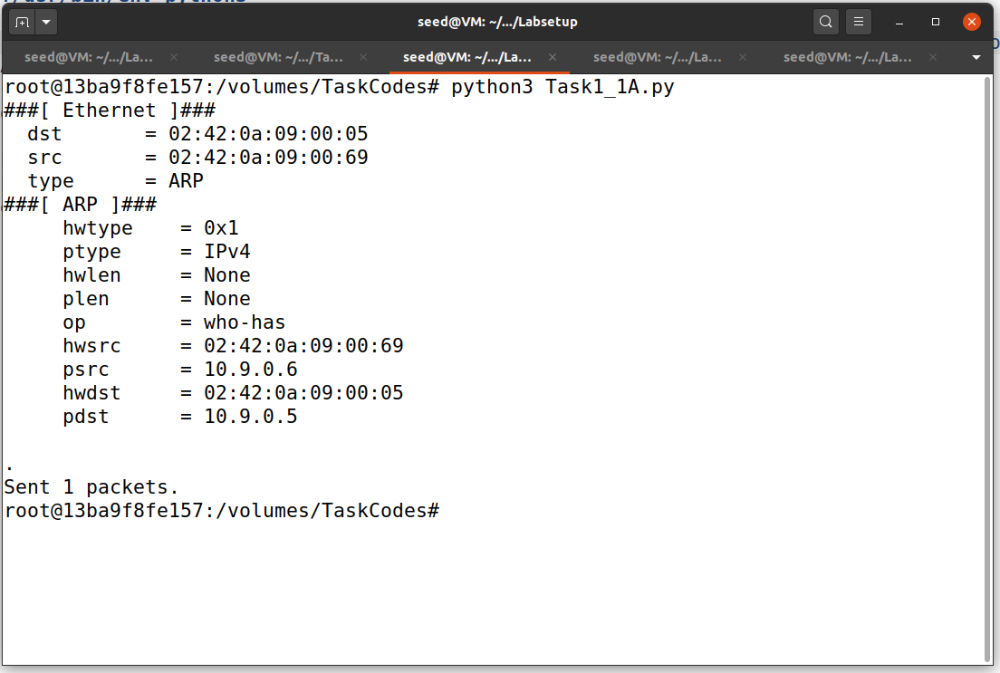 seed@VM: ~/.../Labsetup
seed@VM: ~/.../La... × seed@VM: ~/.../Ta... × seed@VM: ~/.../La... × seed@VM: ~/.../La... × seed@VM: ~/.../La... ×
root@13ba9f8fe157:/volumes/TaskCodes# python3 Task1_1A.py
###[ Ethernet ]###
  dst       = 02:42:0a:09:00:05
  src       = 02:42:0a:09:00:69
  type      = ARP
###[ ARP ]###
     hwtype    = 0x1
     ptype     = IPv4
     hwlen     = None
     plen      = None
     op        = who-has
     hwsrc     = 02:42:0a:09:00:69
     psrc      = 10.9.0.6
     hwdst     = 02:42:0a:09:00:05
     pdst      = 10.9.0.5
.
Sent 1 packets.
root@13ba9f8fe157:/volumes/TaskCodes#